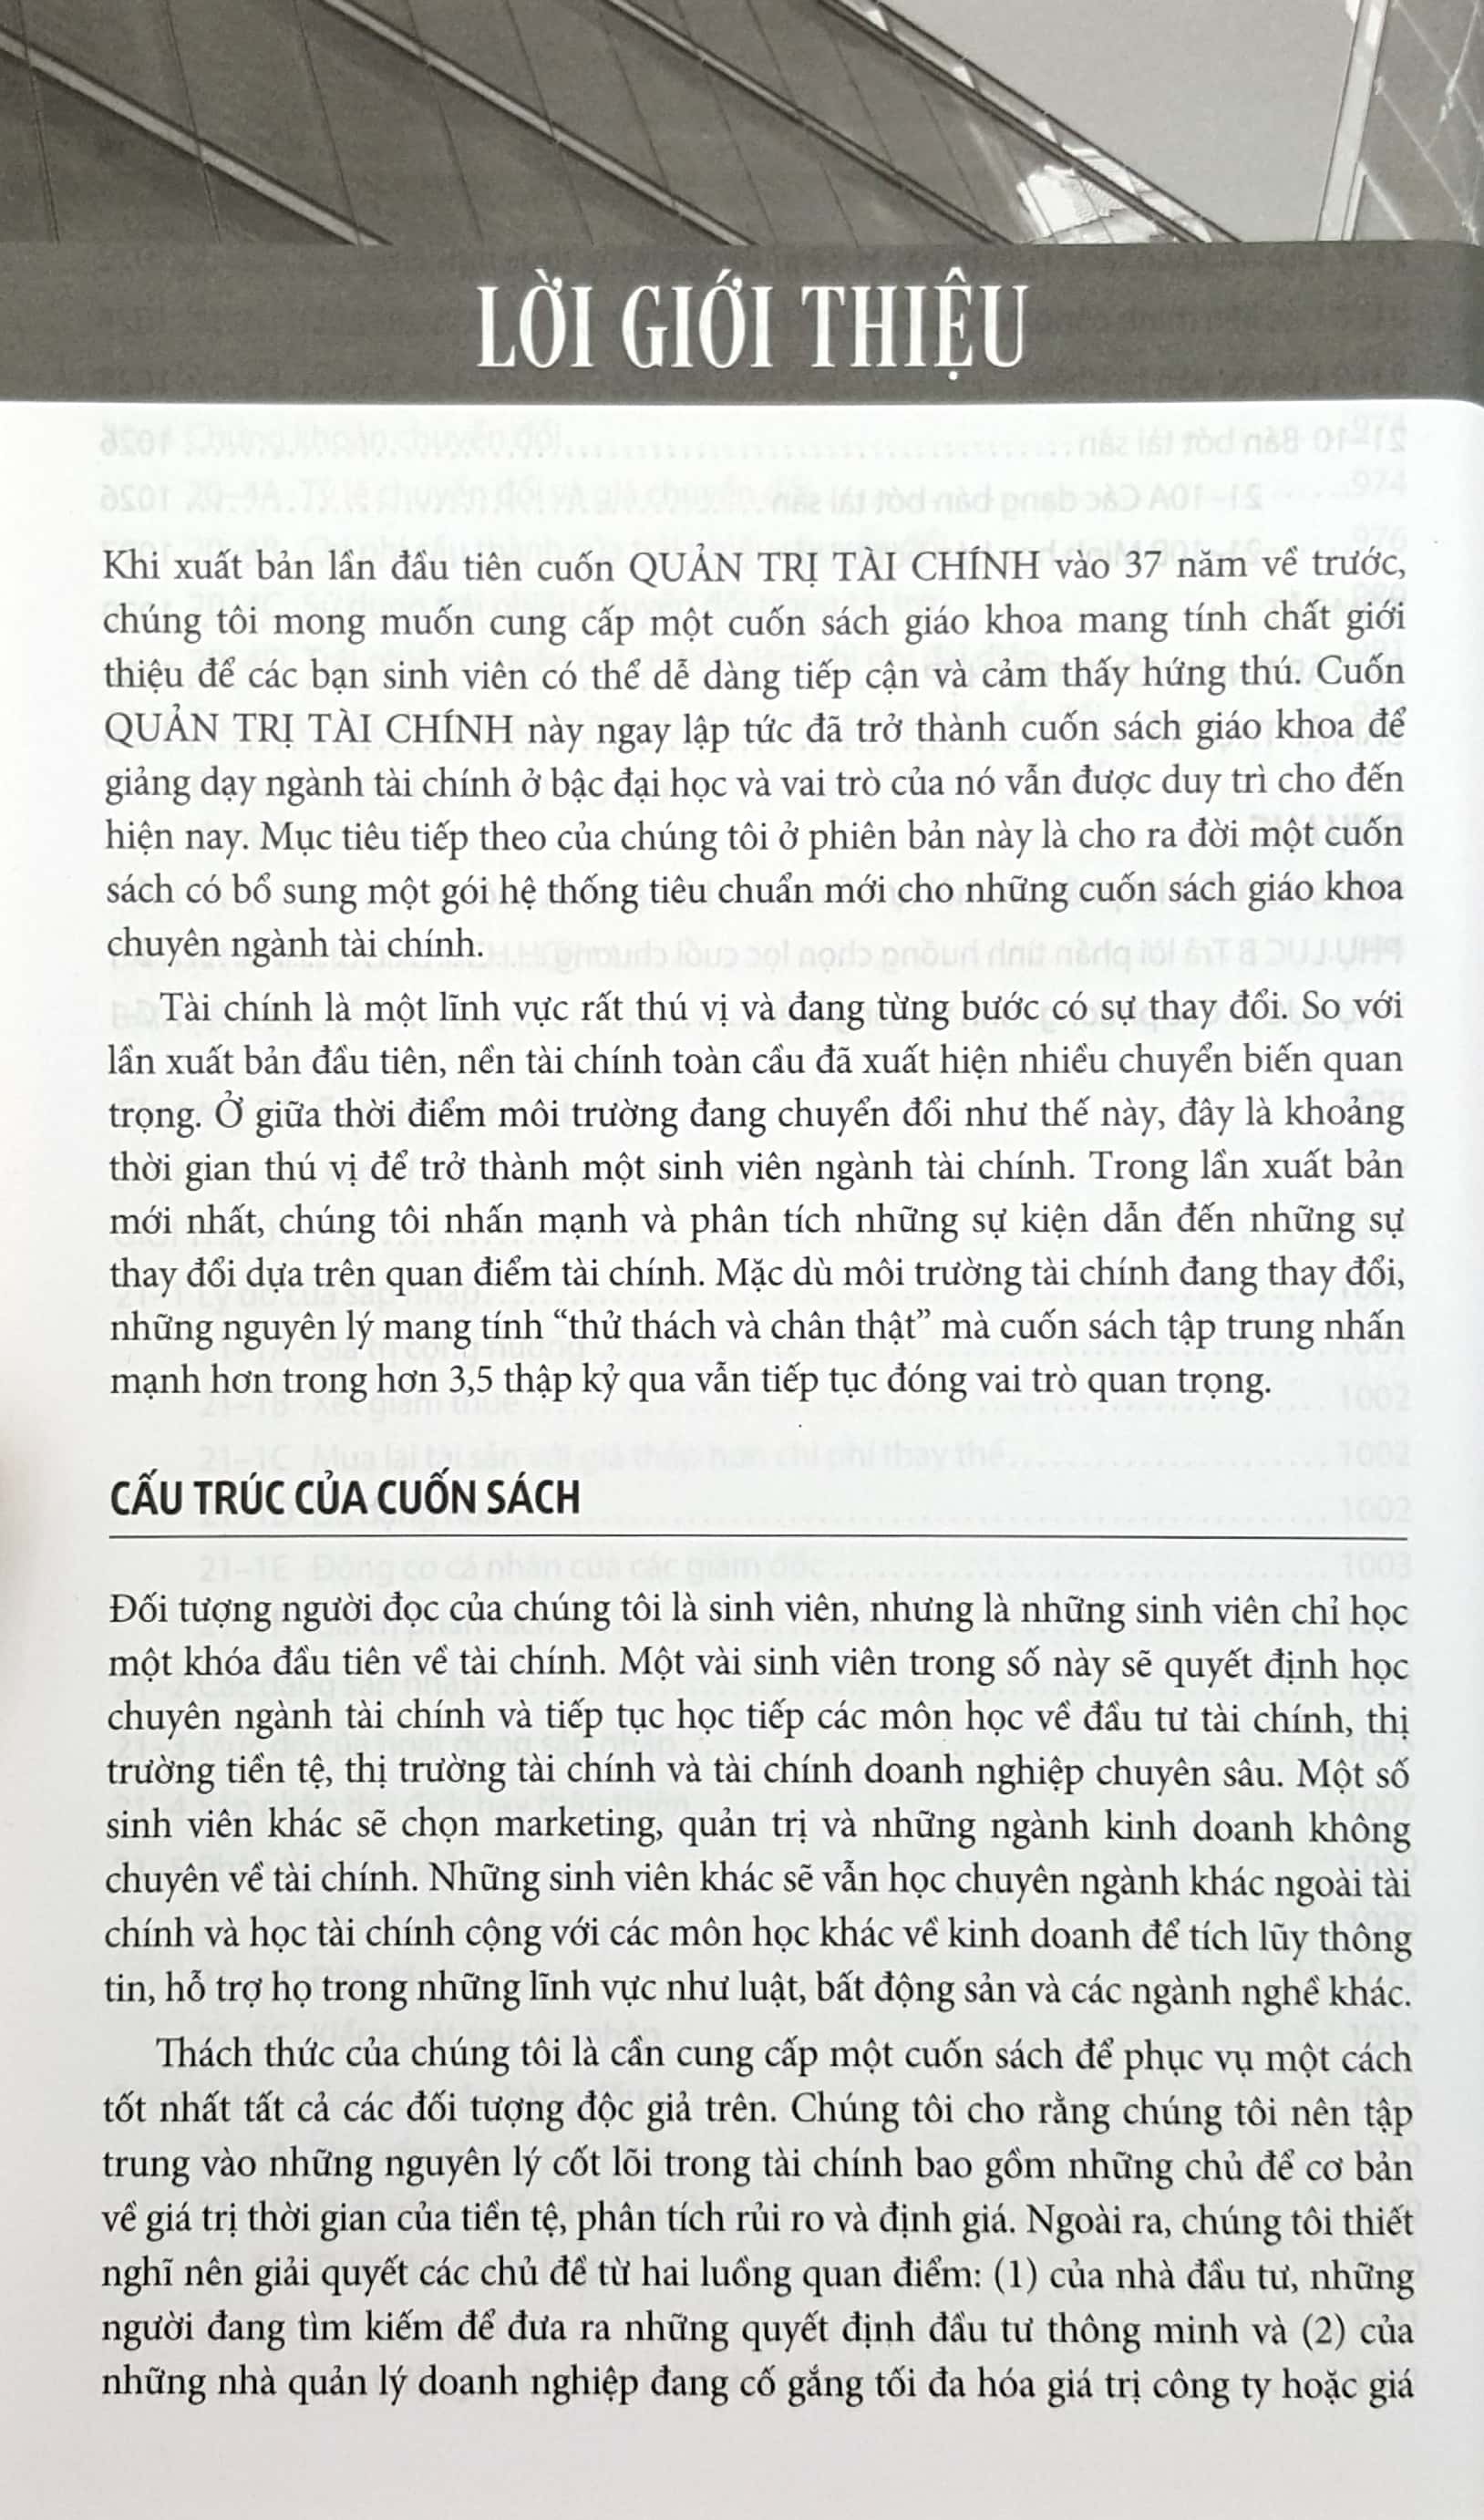 LỜI GIỚI THIỆU
Khi xuất bản lần đầu tiên cuốn QUẢN TRỊ TÀI CHÍNH vào 37 năm về trước,
chúng tôi mong muốn cung cấp một cuốn sách giáo khoa mang tính chất giới
thiệu để các bạn sinh viên có thể dễ dàng tiếp cận và cảm thấy hứng thú. Cuốn
QUẢN TRỊ TÀI CHÍNH này ngay lập tức đã trở thành cuốn sách giáo khoa để
giảng dạy ngành tài chính ở bậc đại học và vai trò của nó vẫn được duy trì cho đến
hiện nay. Mục tiêu tiếp theo của chúng tôi ở phiên bản này là cho ra đời một cuốn
sách có bổ sung một gói hệ thống tiêu chuẩn mới cho những cuốn sách giáo khoa
chuyên ngành tài chính.
Tài chính là một lĩnh vực rất thú vị và đang từng bước có sự thay đổi. So với
lần xuất bản đầu tiên, nền tài chính toàn cầu đã xuất hiện nhiều chuyển biến quan
trọng. Ở giữa thời điểm môi trường đang chuyển đổi như thế này, đây là khoảng
thời gian thú vị để trở thành một sinh viên ngành tài chính. Trong lần xuất bản
mới nhất, chúng tôi nhấn mạnh và phân tích những sự kiện dẫn đến những sự
thay đổi dựa trên quan điểm tài chính. Mặc dù môi trường tài chính đang thay đổi,
những nguyên lý mang tính “thử thách và chân thật” mà cuốn sách tập trung nhấn
mạnh hơn trong hơn 3,5 thập kỷ qua vẫn tiếp tục đóng vai trò quan trọng.
CẤU TRÚC CỦA CUỐN SÁCH
Đối tượng người đọc của chúng tôi là sinh viên, nhưng là những sinh viên chỉ học
một khóa đầu tiên về tài chính. Một vài sinh viên trong số này sẽ quyết định học
chuyên ngành tài chính và tiếp tục học tiếp các môn học về đầu tư tài chính, thị
trường tiền tệ, thị trường tài chính và tài chính doanh nghiệp chuyên sâu. Một số
sinh viên khác sẽ chọn marketing, quản trị và những ngành kinh doanh không
chuyên về tài chính. Những sinh viên khác sẽ vẫn học chuyên ngành khác ngoài tài
chính và học tài chính cộng với các môn học khác về kinh doanh để tích lũy thông
tin, hỗ trợ họ trong những lĩnh vực như luật, bất động sản và các ngành nghề khác.
Thách thức của chúng tôi là cần cung cấp một cuốn sách để phục vụ một cách
tốt nhất tất cả các đối tượng độc giả trên. Chúng tôi cho rằng chúng tôi nên tập
trung vào những nguyên lý cốt lõi trong tài chính bao gồm những chủ đề cơ bản
về giá trị thời gian của tiền tệ, phân tích rủi ro và định giá. Ngoài ra, chúng tôi thiết
nghĩ nên giải quyết các chủ đề từ hai luồng quan điểm: (1) của nhà đầu tư, những
người đang tìm kiếm để đưa ra những quyết định đầu tư thông minh và (2) của
những nhà quản lý doanh nghiệp đang cố gắng tối đa hóa giá trị công ty hoặc giá